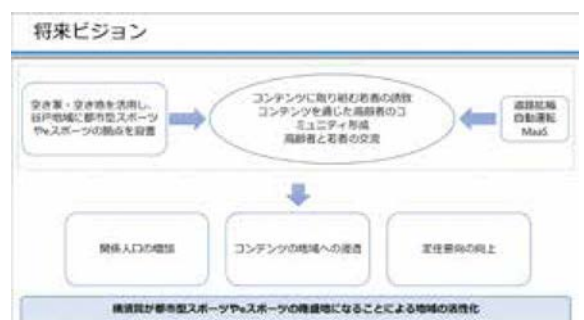 将来ビジョン
空き家・空き地を活用し、
谷戸地域に都市型スポーツ
やeスポーツの拠点を設置
コンテンツに取り組む若者の誘致
コンテンツを通じた高齢者のコ
ミュニティ形成
高齢者と若者の交流
道路拡幅
自動運転
MaaS
関係人口の増加
コンテンツの地域への浸透
定住意向の向上
横須賀が都市型スポーツやeスポーツの隆盛地になることによる地域の活性化